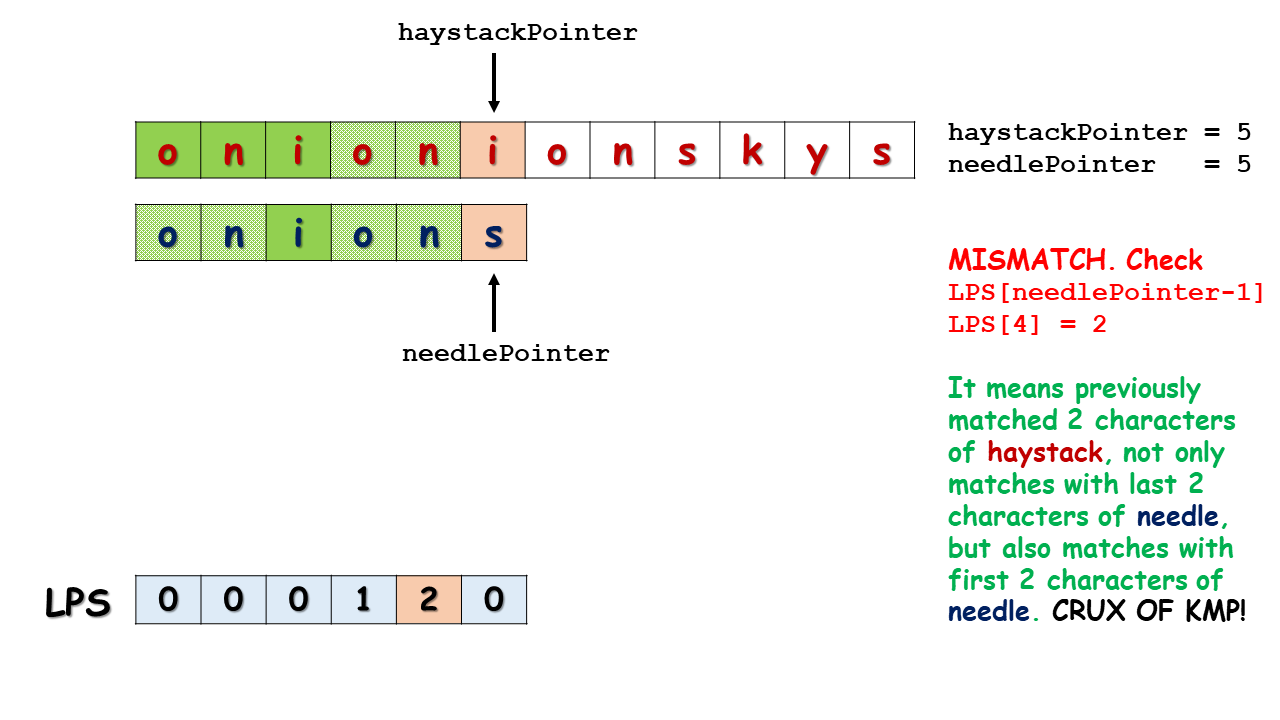 haystackPointer
o n i o n i o n s k y s
haystackPointer = 5
needlePointer = 5
o n i o n s
MISMATCH. Check
LPS[needlePointer-1]
LPS[4] = 2
needlePointer
It means previously
matched 2 characters
of haystack, not only
matches with last 2
characters of needle,
but also matches with
first 2 characters of
needle. CRUX OF KMP!
LPS 0 0 0 1 2 0